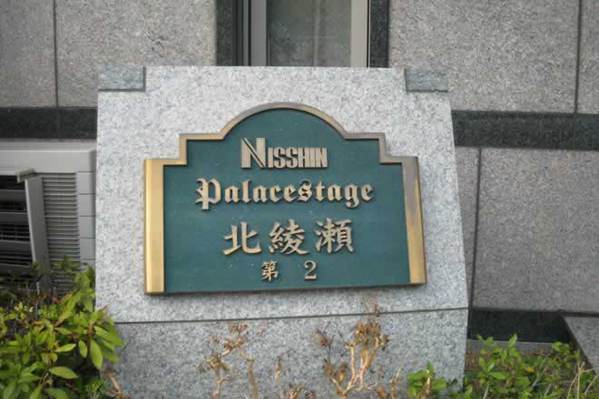 NISSHIN
Palacestage
北綾瀬
第 2